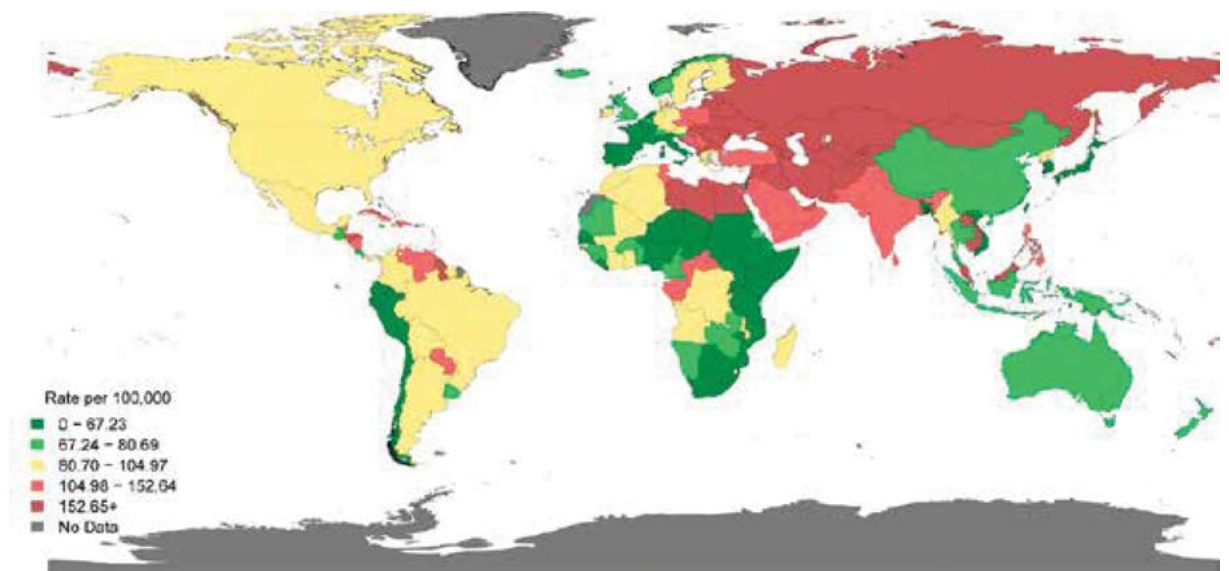 Rate per 100,000
0 – 67.23
67.24 – 80.69
80.70 – 104.97
104.98 – 152.64
152.65+
No Data